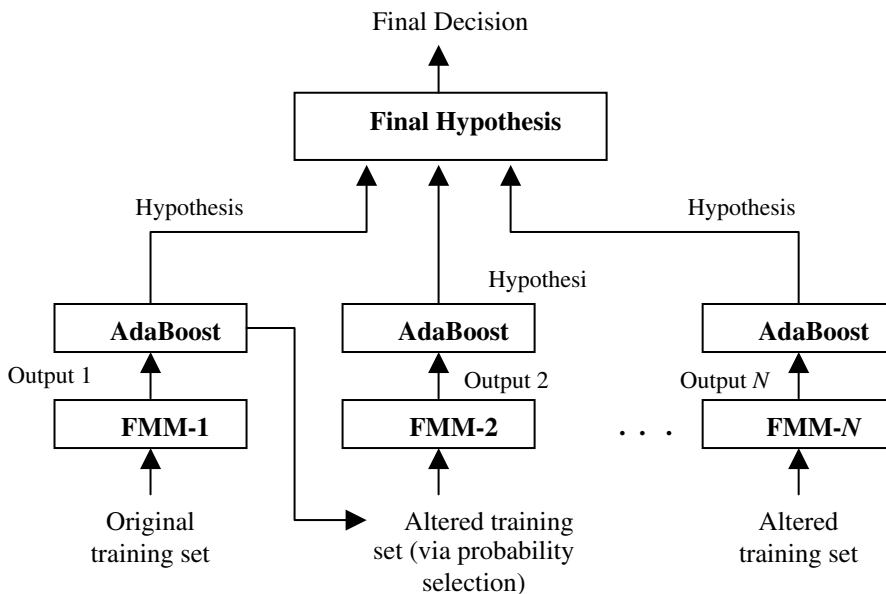 Final Decision
Final Hypothesis
Hypothesis
Hypothesis
Hypothesi
AdaBoost
AdaBoost
AdaBoost
Output 1
Output 2
Output N
FMM-1
FMM-2
. . .
FMM-N
Original
training set
Altered training
set (via probability
selection)
Altered
training set